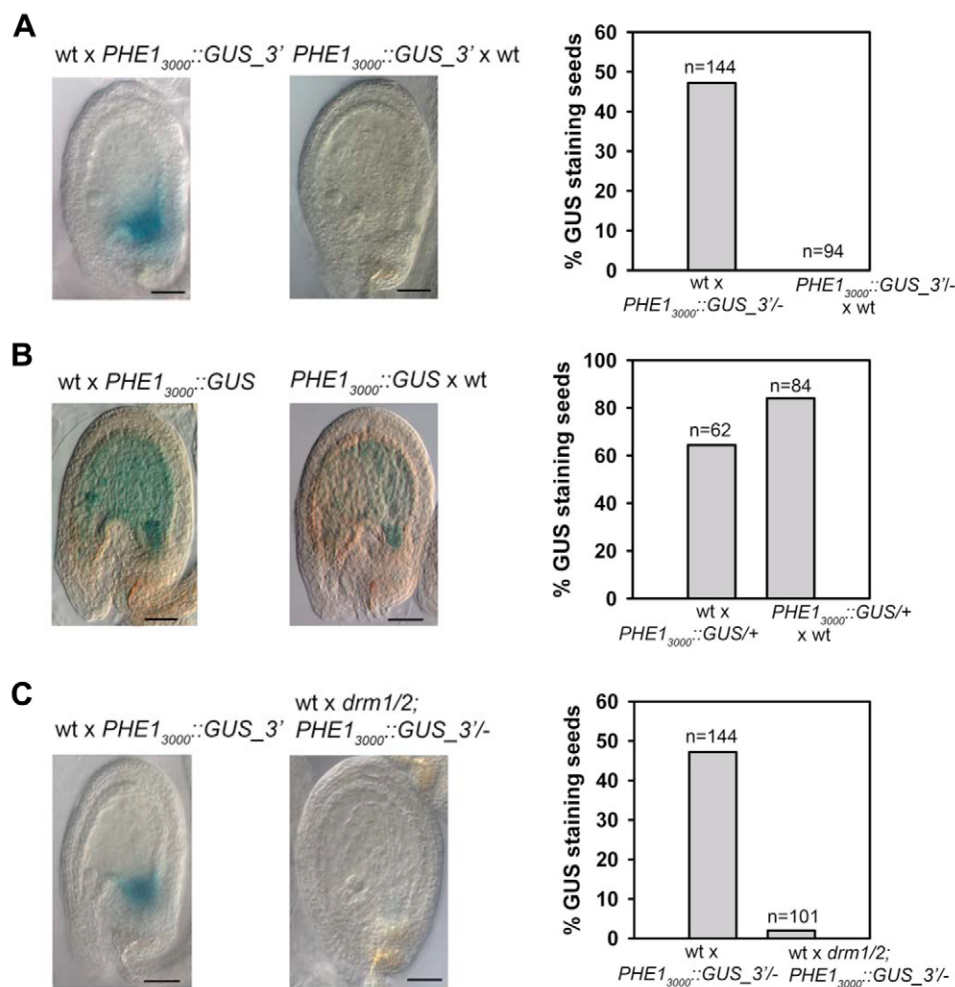 A
wt x PHE1₃₀₀₀::GUS_3' PHE1₃₀₀₀::GUS_3' x wt
% GUS staining seeds
60
50
40
30
20
10
0
n=144
n=94
wt x
PHE1₃₀₀₀::GUS_3'/-
PHE1₃₀₀₀::GUS_3'/-
x wt
B
wt x PHE1₃₀₀₀::GUS
PHE1₃₀₀₀::GUS x wt
% GUS staining seeds
100
80
60
40
20
0
n=62
n=84
wt x
PHE1₃₀₀₀::GUS/+
PHE1₃₀₀₀::GUS/+
x wt
C
wt x PHE1₃₀₀₀::GUS_3'
wt x drm1/2;
PHE1₃₀₀₀::GUS_3'/-
% GUS staining seeds
60
50
40
30
20
10
0
n=144
n=101
wt x
PHE1₃₀₀₀::GUS_3'/-
wt x drm1/2;
PHE1₃₀₀₀::GUS_3'/-